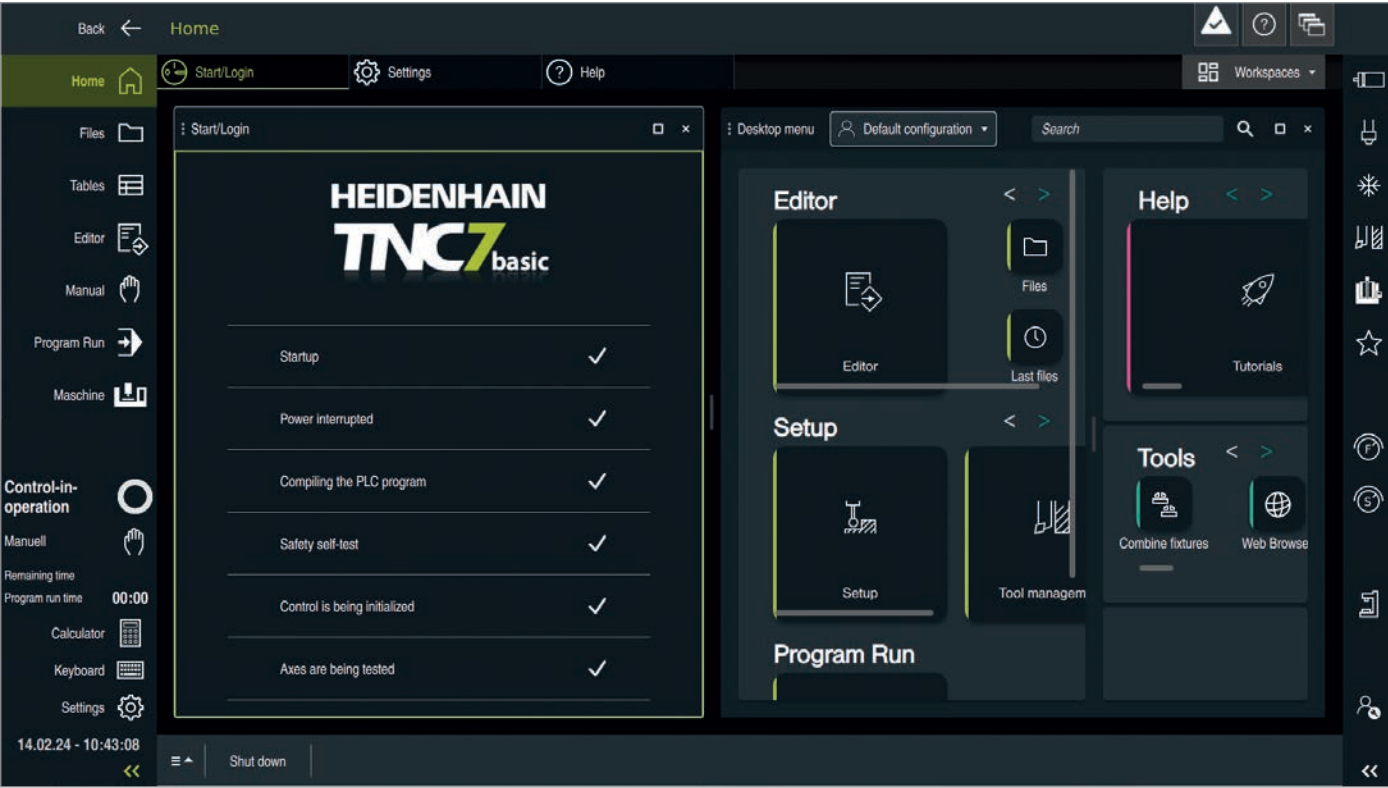 Back
Home
Home
Start/Login
Settings
Help
Workspaces
Files
Tables
Editor
Manual
Program Run
Maschine
Control-in-
operation
Manuell
Remaining time
Program run time 00:00
Calculator
Keyboard
Settings
14.02.24 - 10:43:08
Start/Login
HEIDENHAIN
TNC7
basic
Startup
Power interrupted
Compiling the PLC program
Safety self-test
Control is being initialized
Axes are being tested
Desktop menu
Default configuration
Search
Editor
Editor
Files
Last files
Setup
Setup
Tool managem
Program Run
Help
Tutorials
Tools
Combine fixtures
Web Browse
F
S
Shut down